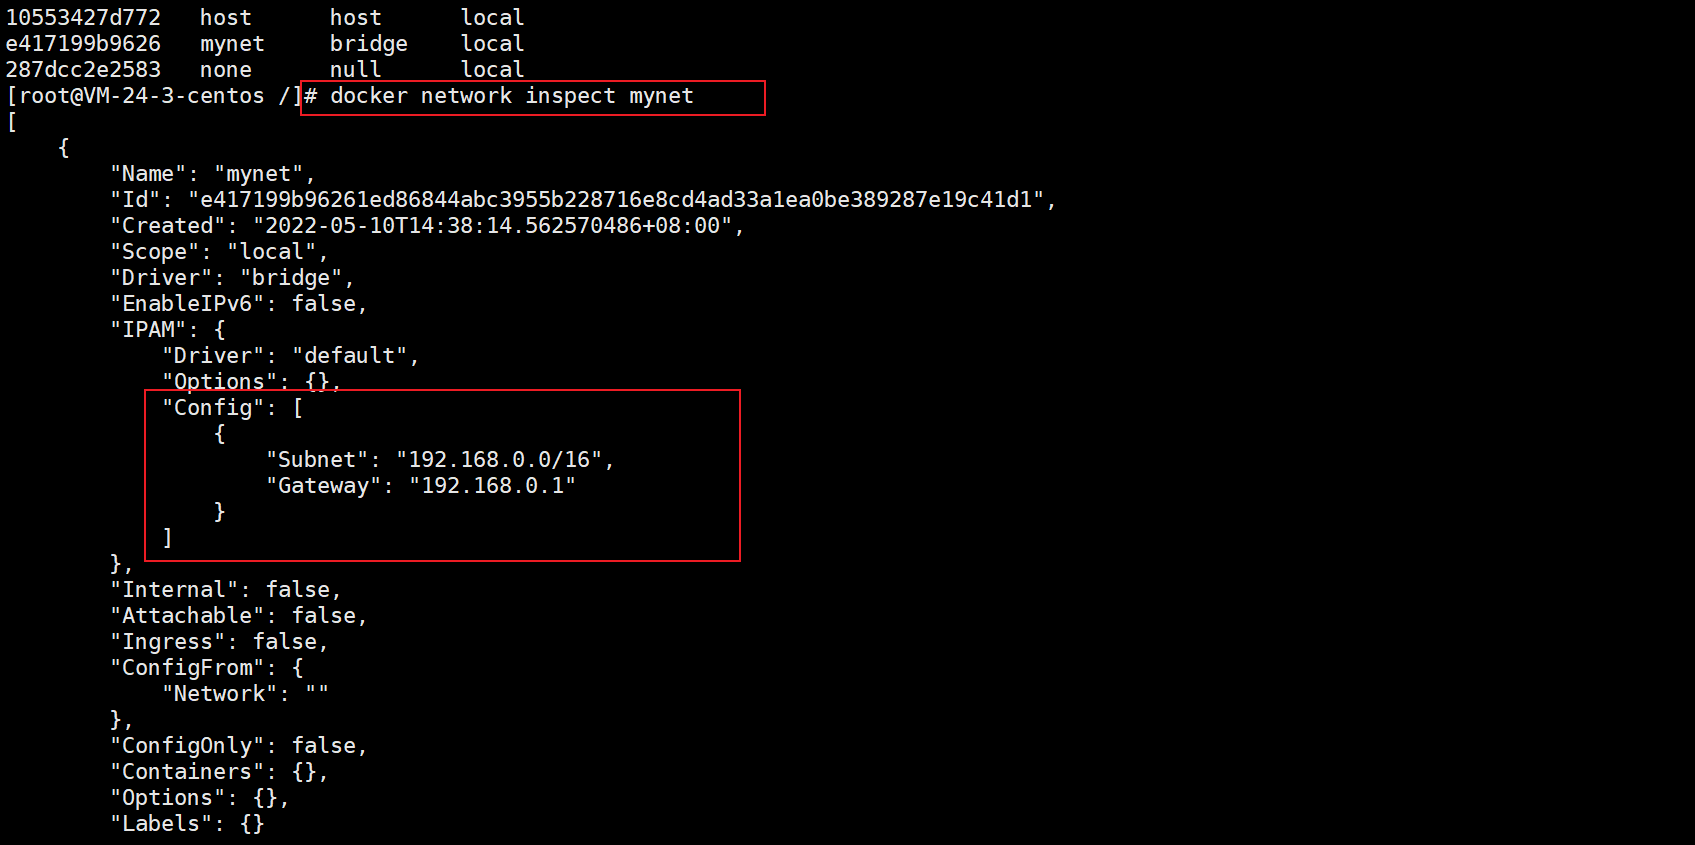 10553427d772   host      host      local
e417199b9626   mynet     bridge    local
287dcc2e2583   none      null      local
[root@VM-24-3-centos /]# docker network inspect mynet
[
    {
        "Name": "mynet",
        "Id": "e417199b96261ed86844abc3955b228716e8cd4ad33a1ea0be389287e19c41d1",
        "Created": "2022-05-10T14:38:14.562570486+08:00",
        "Scope": "local",
        "Driver": "bridge",
        "EnableIPv6": false,
        "IPAM": {
            "Driver": "default",
            "Options": {},
            "Config": [
                {
                    "Subnet": "192.168.0.0/16",
                    "Gateway": "192.168.0.1"
                }
            ]
        },
        "Internal": false,
        "Attachable": false,
        "Ingress": false,
        "ConfigFrom": {
            "Network": ""
        },
        "ConfigOnly": false,
        "Containers": {},
        "Options": {},
        "Labels": {}